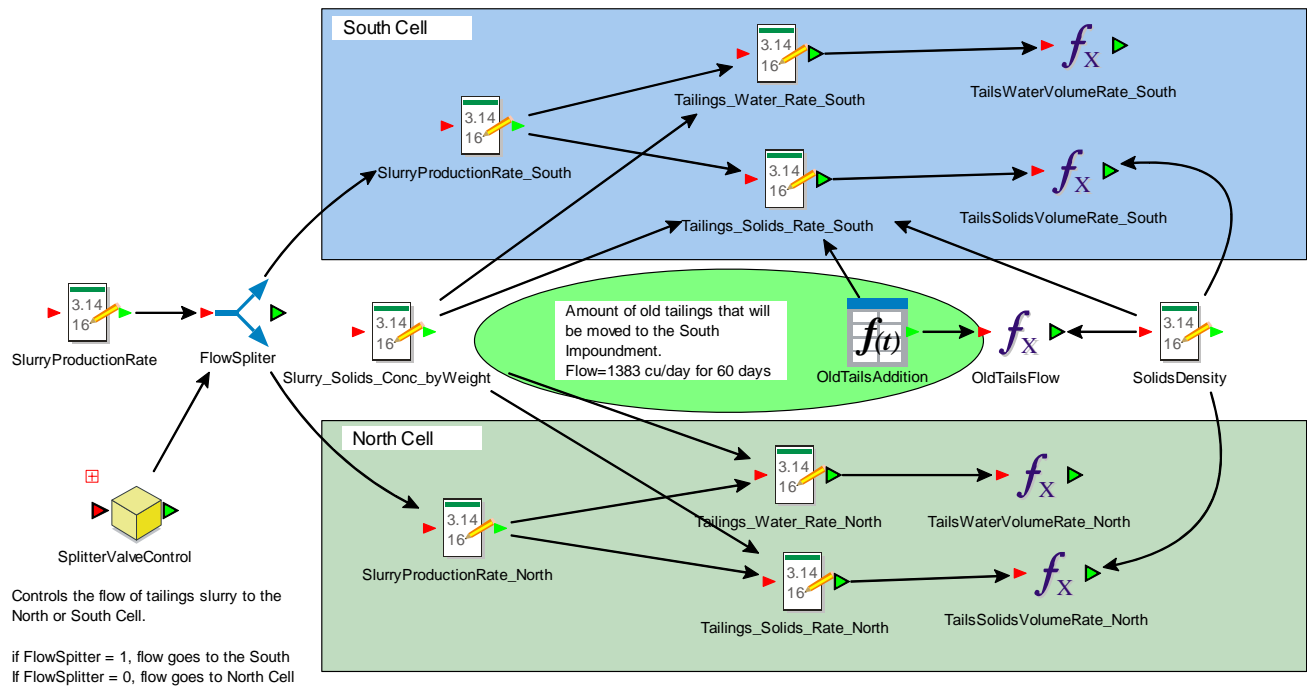 South Cell
3.14
16
Tailings_Water_Rate_South
fX
TailsWaterVolumeRate_South
3.14
16
SlurryProductionRate_South
3.14
16
Tailings_Solids_Rate_South
fX
TailsSolidsVolumeRate_South
3.14
16
SlurryProductionRate
FlowSpliter
3.14
16
Slurry_Solids_Conc_byWeight
Amount of old tailings that will
be moved to the South
Impoundment.
Flow=1383 cu/day for 60 days
f(t)
OldTailsAddition
fX
OldTailsFlow
3.14
16
SolidsDensity
North Cell
3.14
16
Tailings_Water_Rate_North
fX
TailsWaterVolumeRate_North
SplitterValveControl
3.14
16
SlurryProductionRate_North
3.14
16
Tailings_Solids_Rate_North
fX
TailsSolidsVolumeRate_North
Controls the flow of tailings slurry to the
North or South Cell.
if FlowSpitter = 1, flow goes to the South
If FlowSplitter = 0, flow goes to North Cell